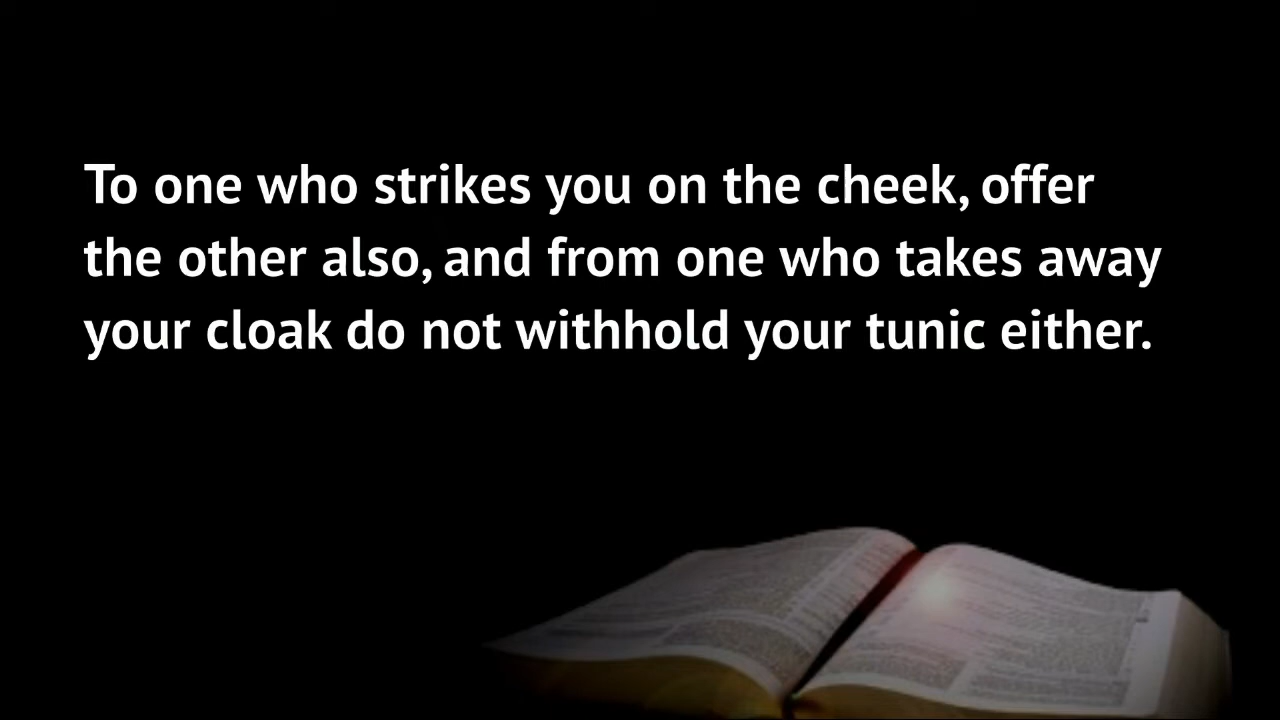 To one who strikes you on the cheek, offer
the other also, and from one who takes away
your cloak do not withhold your tunic either.